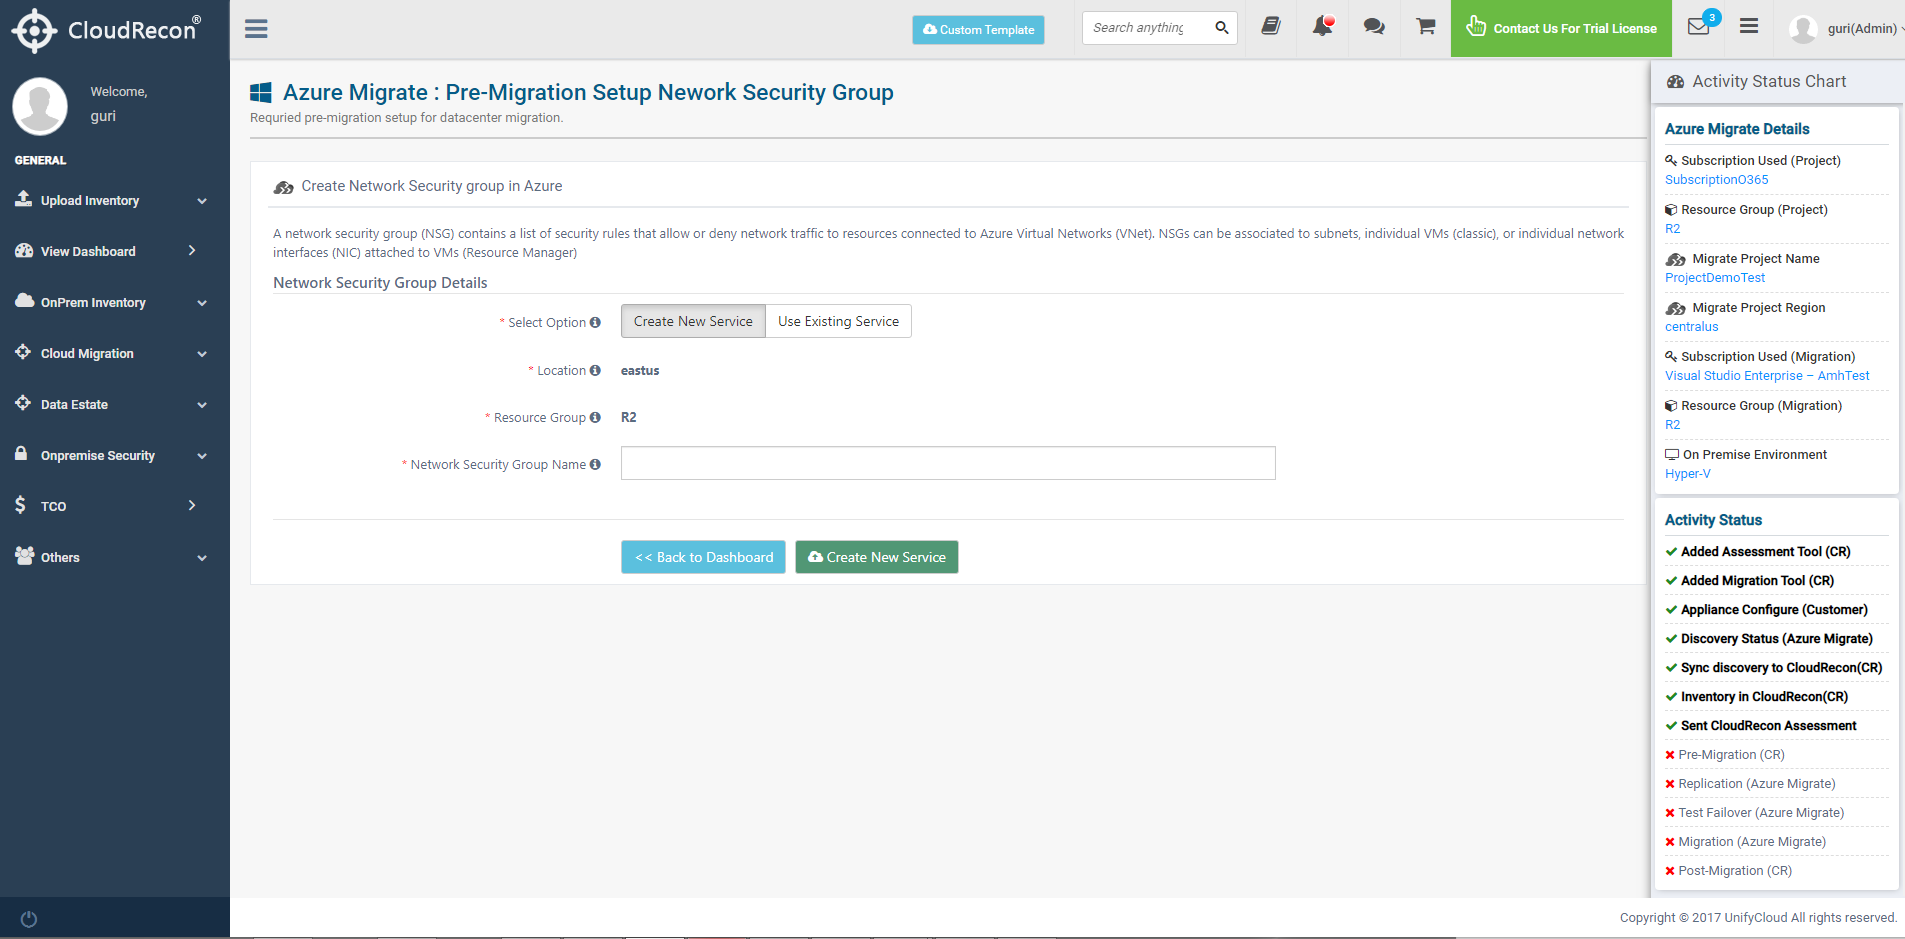 CloudRecon®
Custom Template
Search anything
Contact Us For Trial License
3
guri(Admin)
Welcome,
guri
GENERAL
Upload Inventory
View Dashboard
OnPrem Inventory
Cloud Migration
Data Estate
Onpremise Security
TCO
Others
Azure Migrate : Pre-Migration Setup Nework Security Group
Requried pre-migration setup for datacenter migration.
Create Network Security group in Azure
A network security group (NSG) contains a list of security rules that allow or deny network traffic to resources connected to Azure Virtual Networks (VNet). NSGs can be associated to subnets, individual VMs (classic), or individual network
interfaces (NIC) attached to VMs (Resource Manager)
Network Security Group Details
* Select Option
Create New Service
Use Existing Service
* Location
eastus
* Resource Group
R2
* Network Security Group Name
<< Back to Dashboard
Create New Service
Activity Status Chart
Azure Migrate Details
Subscription Used (Project)
SubscriptionO365
Resource Group (Project)
R2
Migrate Project Name
ProjectDemoTest
Migrate Project Region
centralus
Subscription Used (Migration)
Visual Studio Enterprise – AmhTest
Resource Group (Migration)
R2
On Premise Environment
Hyper-V
Activity Status
Added Assessment Tool (CR)
Added Migration Tool (CR)
Appliance Configure (Customer)
Discovery Status (Azure Migrate)
Sync discovery to CloudRecon(CR)
Inventory in CloudRecon(CR)
Sent CloudRecon Assessment
Pre-Migration (CR)
Replication (Azure Migrate)
Test Failover (Azure Migrate)
Migration (Azure Migrate)
Post-Migration (CR)
Copyright © 2017 UnifyCloud All rights reserved.